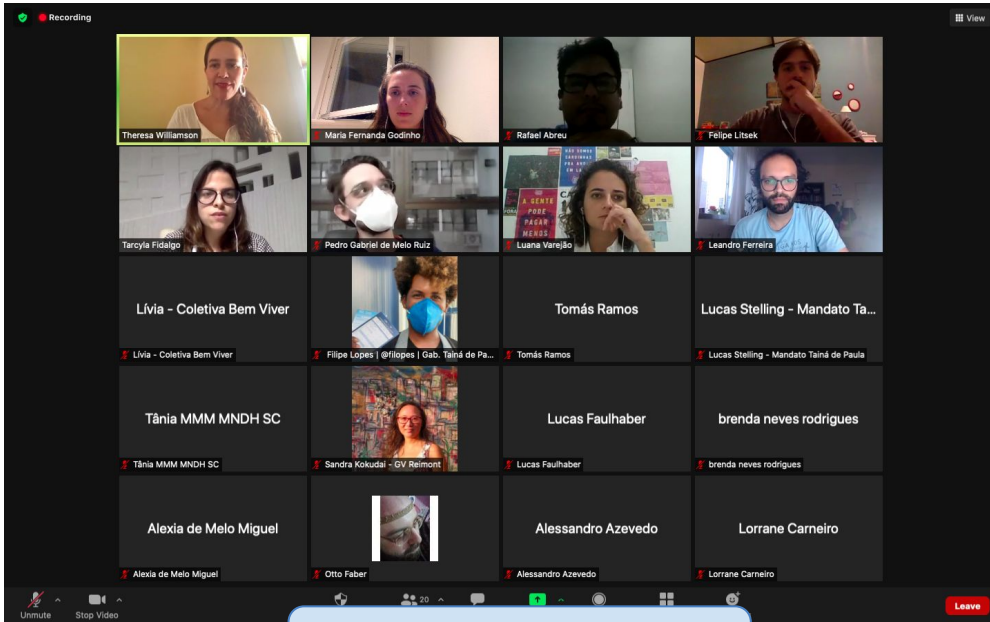 Recording
View
Theresa Williamson
Maria Fernanda Godinho
Rafael Abreu
Felipe Litsek
Tarcyla Fidalgo
Pedro Gabriel de Melo Ruiz
A GENTE
PODE
PAGAR
MENOS
Luana Varejão
Leandro Ferreira
Lívia - Coletiva Bem Viver
Lívia - Coletiva Bem Viver
Filipe Lopes | @filopes | Gab. Tainá de Pa...
Tomás Ramos
Tomás Ramos
Lucas Stelling - Mandato Ta...
Lucas Stelling - Mandato Tainá de Paula
Tânia MMM MNDH SC
Tânia MMM MNDH SC
Sandra Kokudai - GV Reimont
Lucas Faulhaber
Lucas Faulhaber
brenda neves rodrigues
brenda neves rodrigues
Alexia de Melo Miguel
Alexia de Melo Miguel
Otto Faber
Alessandro Azevedo
Alessandro Azevedo
Lorrane Carneiro
Lorrane Carneiro
Unmute
Stop Video
20
Leave